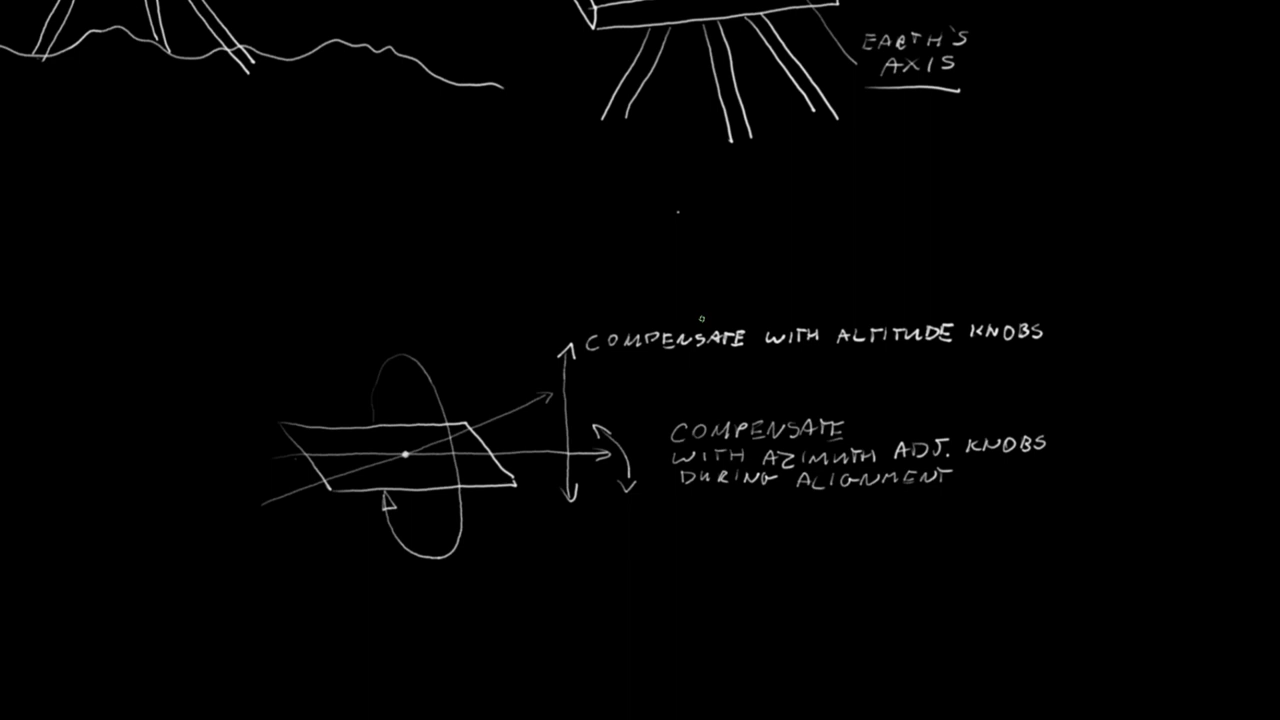 EARTH'S
AXIS
COMPENSATE WITH ALTITUDE KNOBS
COMPENSATE
WITH AZIMUTH ADJ. KNOBS
DURING ALIGNMENT